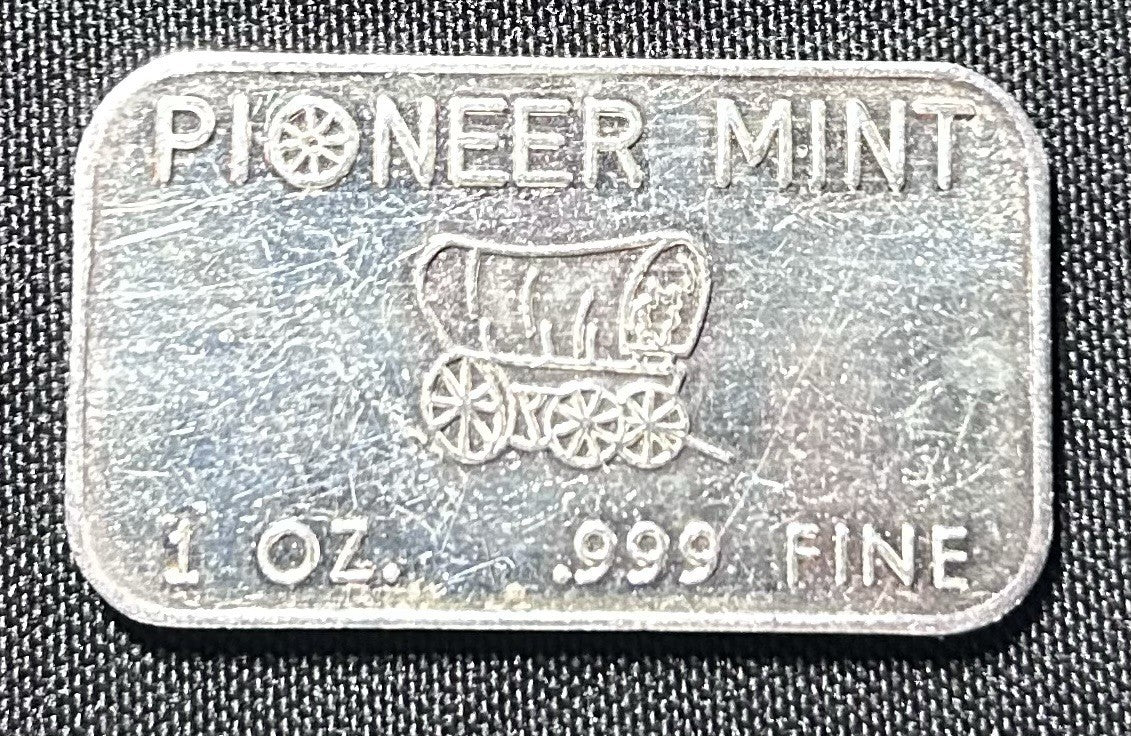 PIONEER MINT
1 OZ. .999 FINE